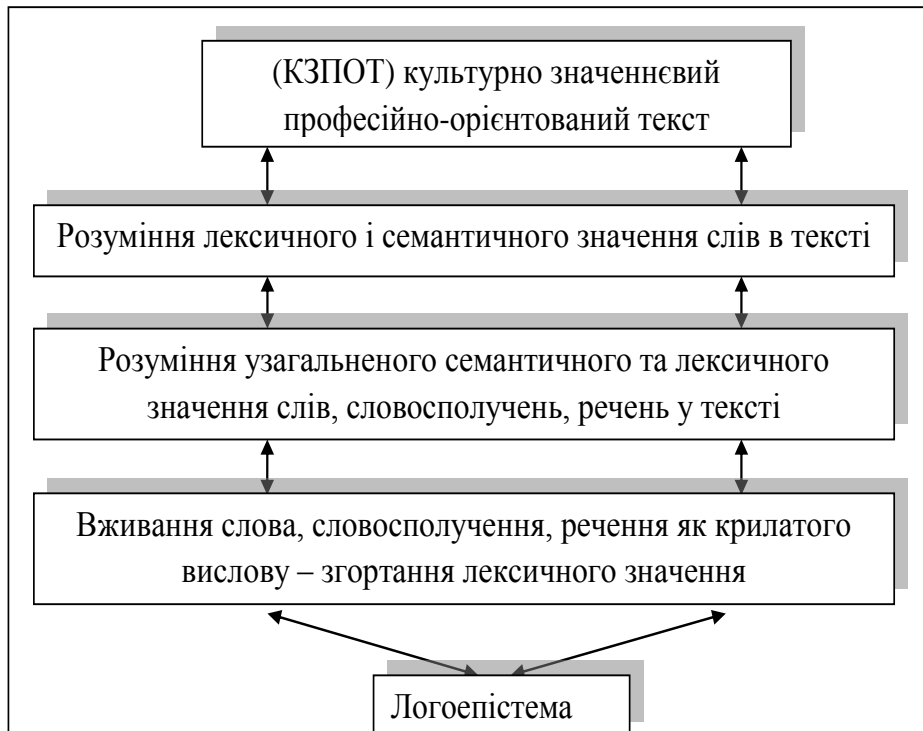 (КЗПОТ) культурно значеннєвий
професійно-орієнтований текст
Розуміння лексичного і семантичного значення слів в тексті
Розуміння узагальненого семантичного та лексичного
значення слів, словосполучень, речень у тексті
Вживання слова, словосполучення, речення як крилатого
вислову – згортання лексичного значення
Логоепістема